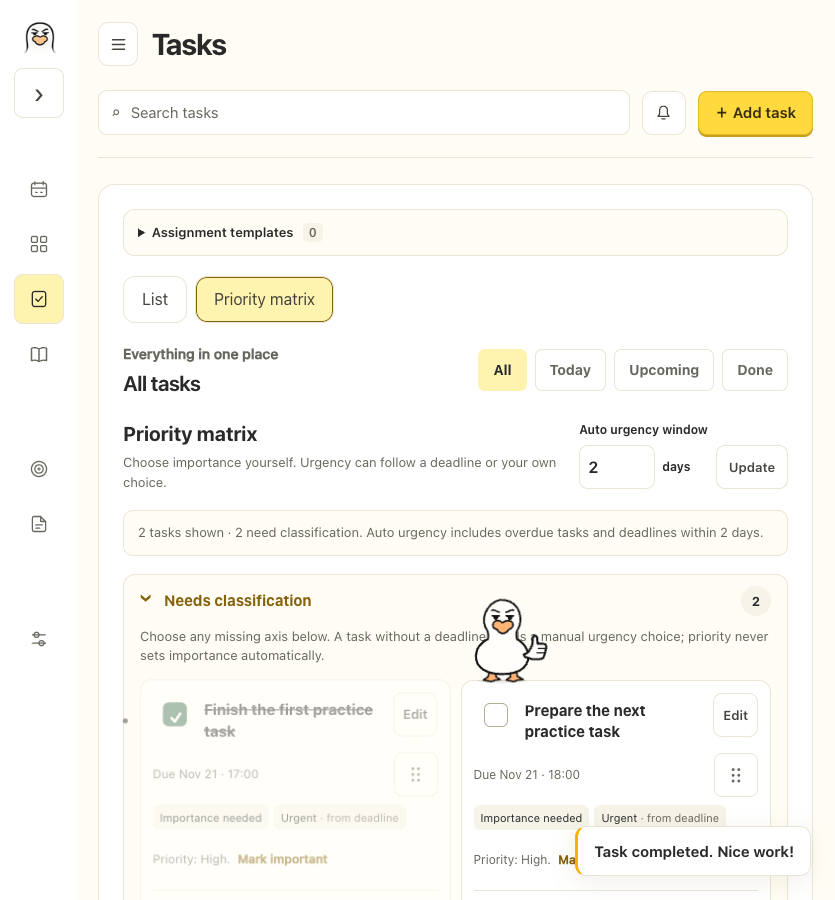 Tasks
Search tasks
+ Add task
Assignment templates 0
List
Priority matrix
Everything in one place
All tasks
All
Today
Upcoming
Done
Priority matrix
Choose importance yourself. Urgency can follow a deadline or your own
choice.
Auto urgency window
2
days
Update
2 tasks shown · 2 need classification. Auto urgency includes overdue tasks and deadlines within 2 days.
Needs classification
2
Choose any missing axis below. A task without a deadline a manual urgency choice; priority never
sets importance automatically.
Finish the first practice
task
Edit
Due Nov 21 · 17:00
Importance needed
Urgent · from deadline
Priority: High. Mark important
Prepare the next
practice task
Edit
Due Nov 21 · 18:00
Importance needed
Urgent · from deadline
Priority: High.
Task completed. Nice work!